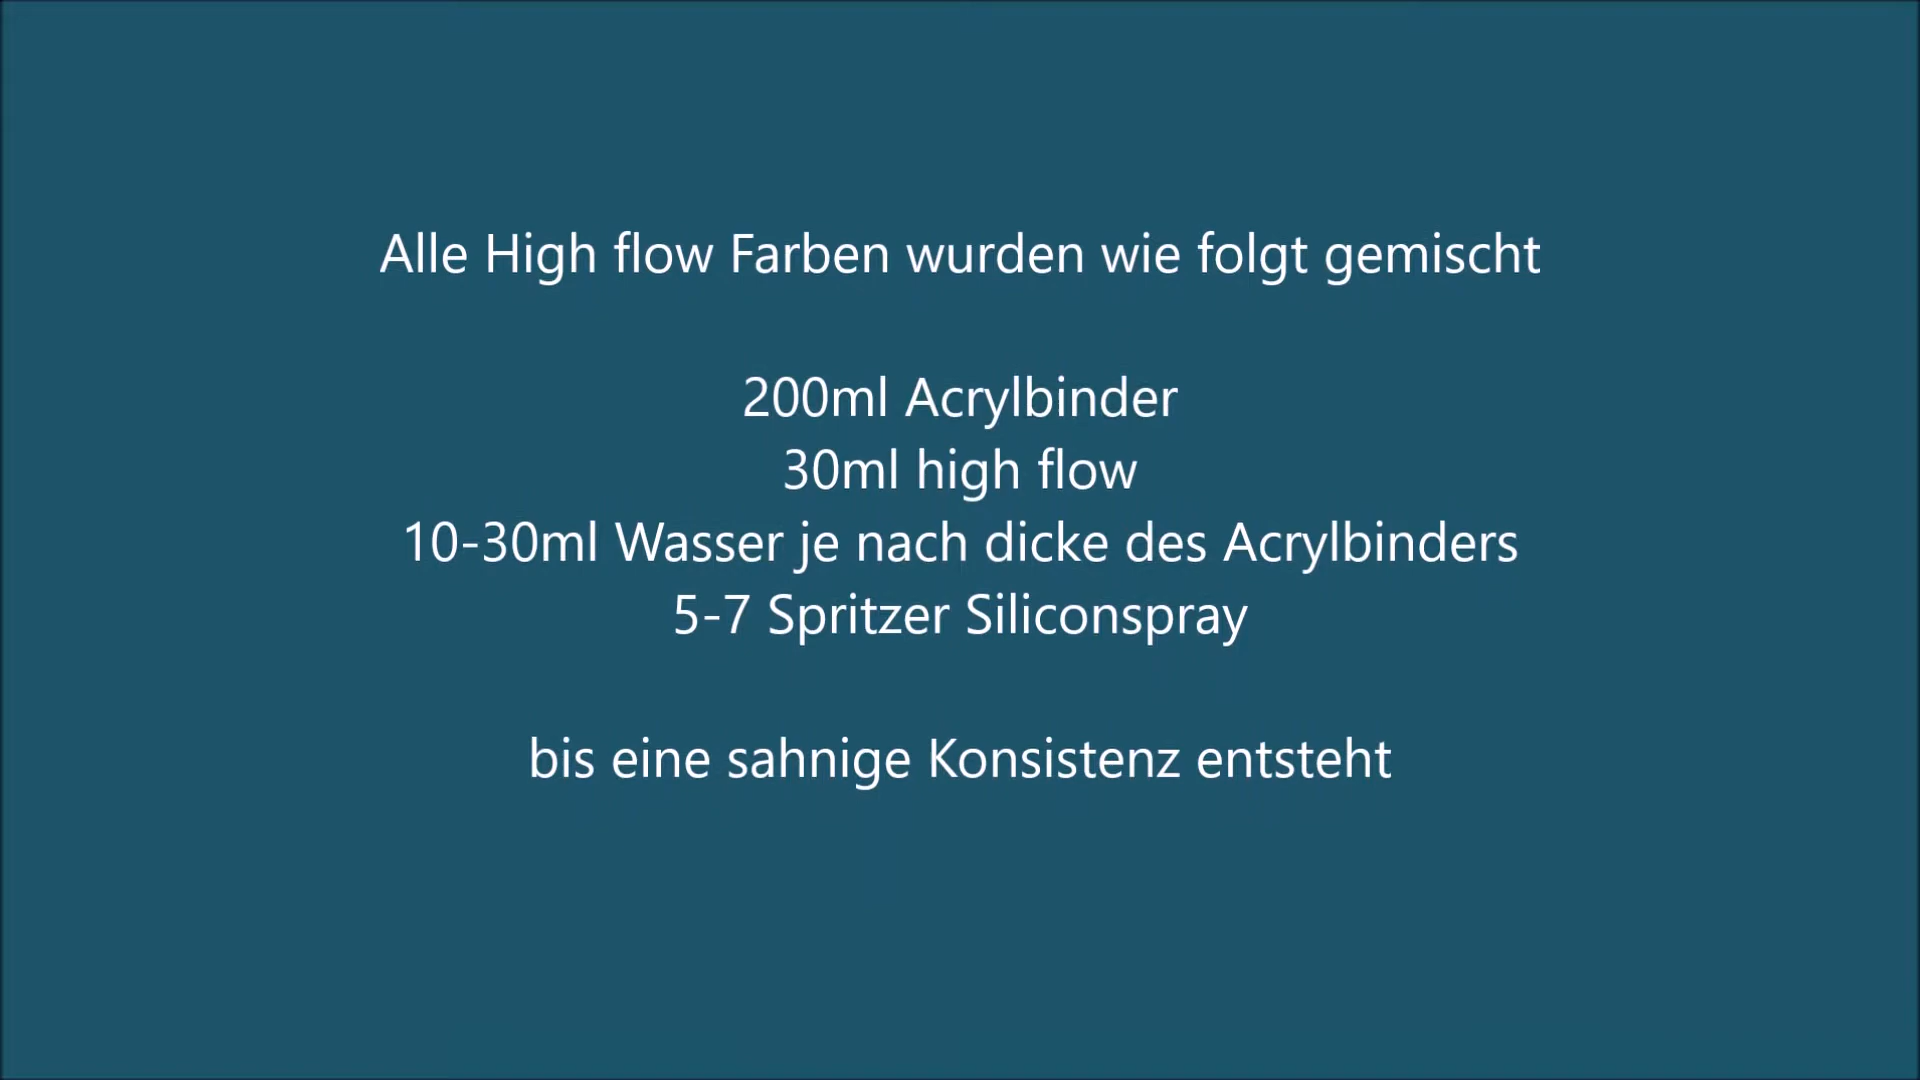 Alle High flow Farben wurden wie folgt gemischt
200ml Acrylbinder
30ml high flow
10-30ml Wasser je nach dicke des Acrylbinders
5-7 Spritzer Siliconspray
bis eine sahnige Konsistenz entsteht